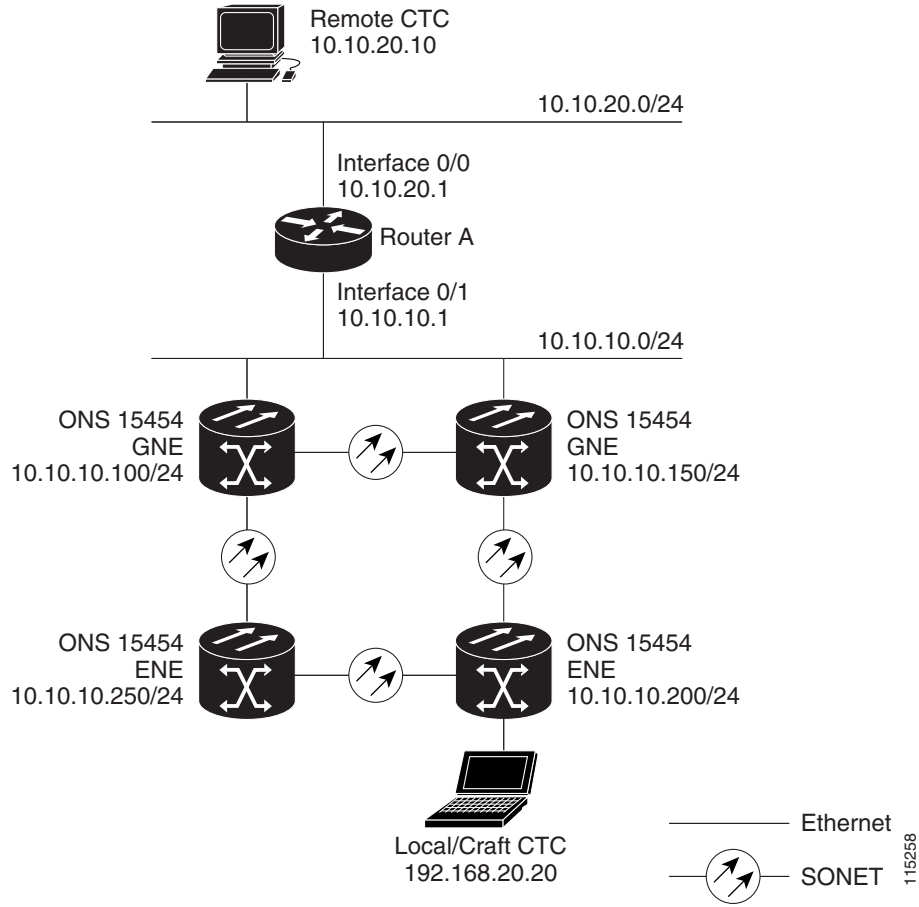 Remote CTC
10.10.20.10
10.10.20.0/24
Interface 0/0
10.10.20.1
Router A
Interface 0/1
10.10.10.1
10.10.10.0/24
ONS 15454
GNE
10.10.10.100/24
ONS 15454
GNE
10.10.10.150/24
ONS 15454
ENE
10.10.10.250/24
ONS 15454
ENE
10.10.10.200/24
Local/Craft CTC
192.168.20.20
Ethernet
SONET
115258